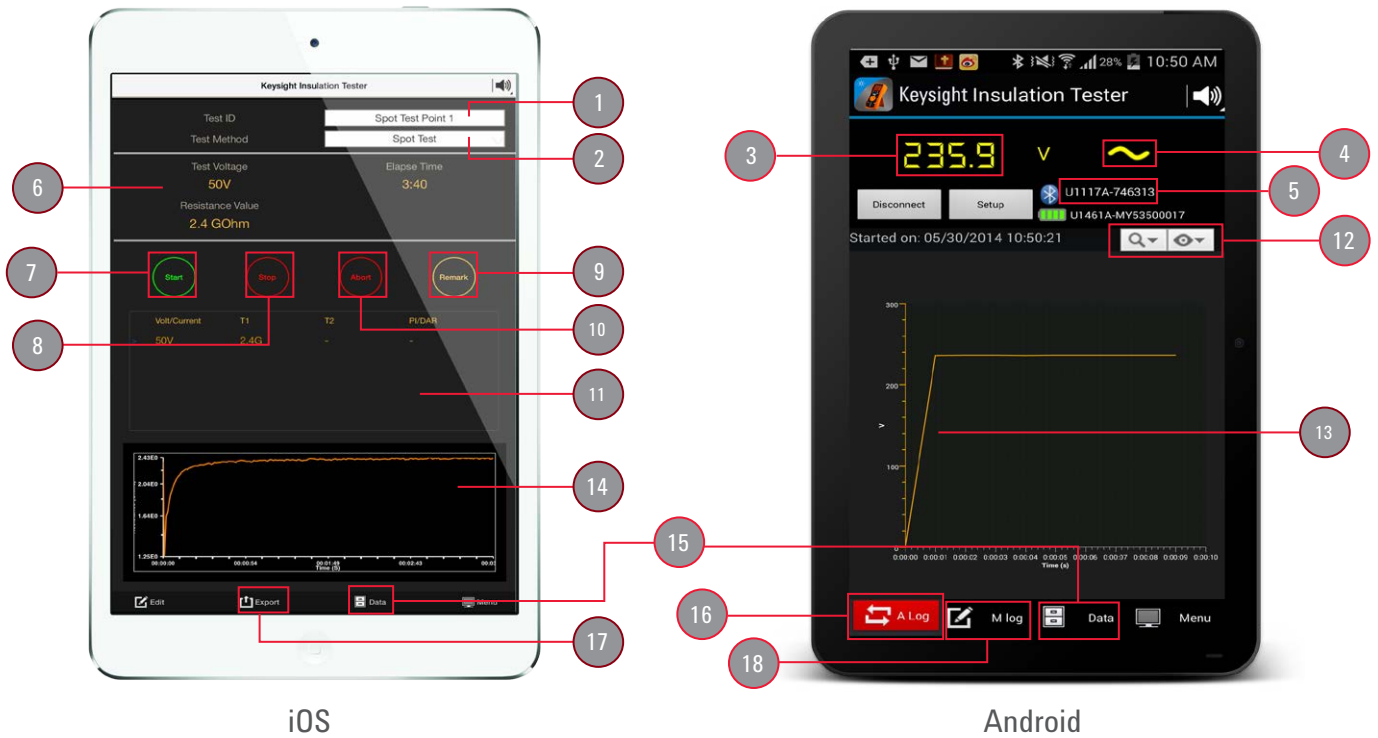 Keysight Insulation Tester
Test ID
Spot Test Point 1
Test Method
Spot Test
Test Voltage
Elapse Time
50V
3:40
Resistance Value
2.4 GOhm
Start
Stop
Abort
Remark
Volt/Current T1 T2 PI/DAR
50V 2.4G - -
2.43E0
2.04E0
1.64E0
1.25E0
00:00:00 00:00:54 00:01:49 00:02:43
Time (S)
Edit
Export
Data
Menu
iOS
1
2
6
7
8
9
10
11
14
15
17
28% 10:50 AM
Keysight Insulation Tester
235.9 V
Disconnect
Setup
U1117A-746313
U1461A-MY53500017
Started on: 05/30/2014 10:50:21
300
200
V
100
0
0:00:00 0:00:01 0:00:02 0:00:03 0:00:04 0:00:05 0:00:06 0:00:07 0:00:08 0:00:09 0:00:10
Time (s)
A Log
M log
Data
Menu
Android
3
4
5
12
13
16
18